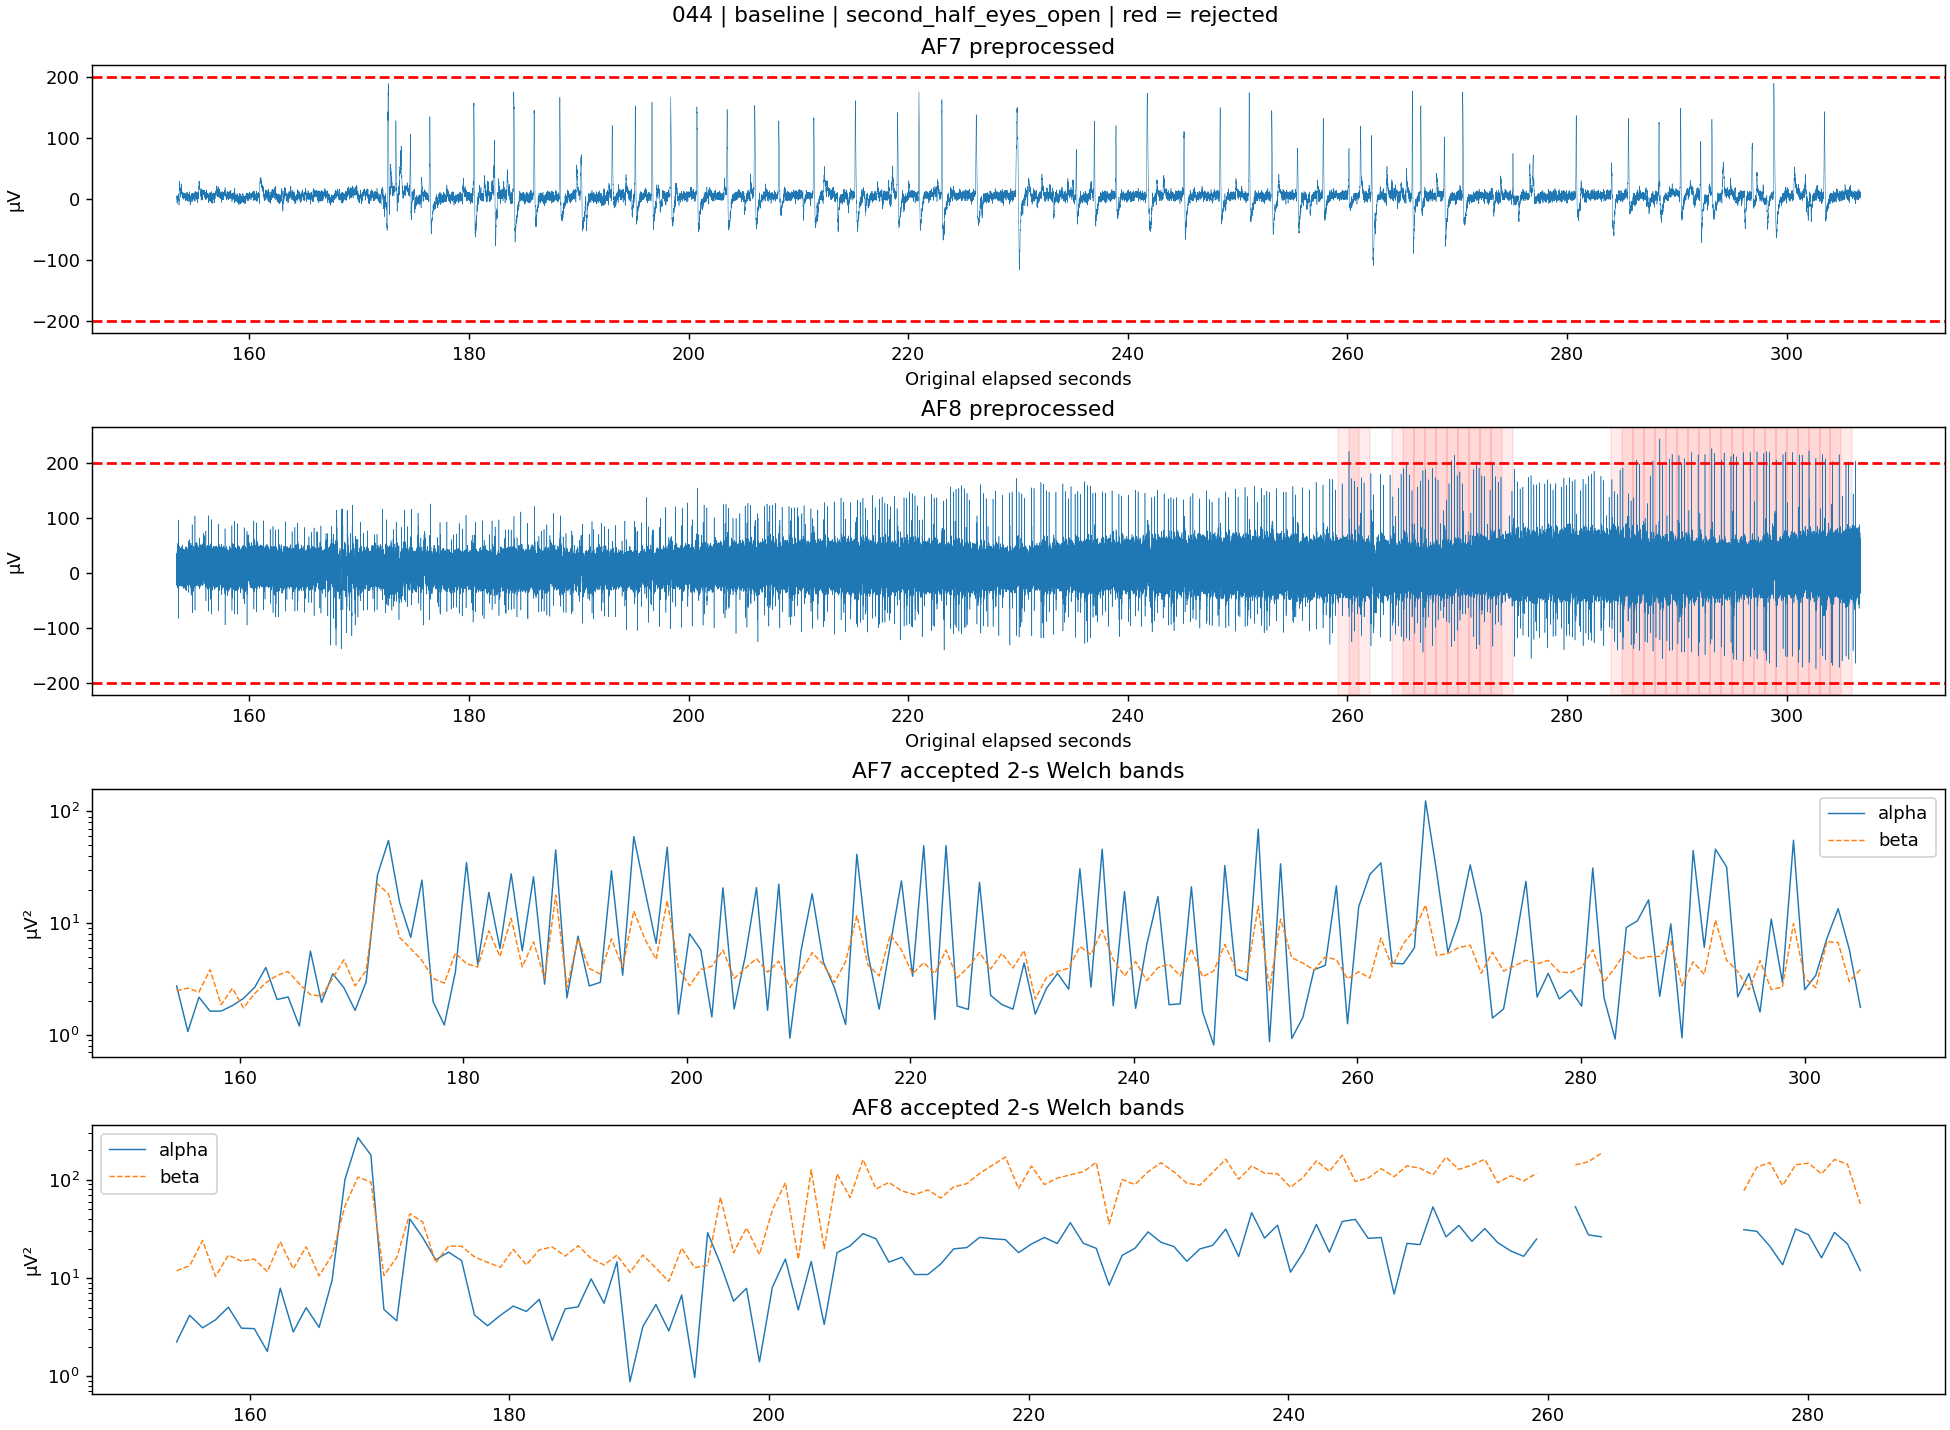 044 | baseline | second_half_eyes_open | red = rejected
AF7 preprocessed
200
100
0
−100
−200
µV
160 180 200 220 240 260 280 300
Original elapsed seconds
AF8 preprocessed
200
100
0
−100
−200
µV
160 180 200 220 240 260 280 300
Original elapsed seconds
AF7 accepted 2-s Welch bands
10²
10¹
10⁰
µV²
alpha
beta
160 180 200 220 240 260 280 300
AF8 accepted 2-s Welch bands
10²
10¹
10⁰
µV²
alpha
beta
160 180 200 220 240 260 280